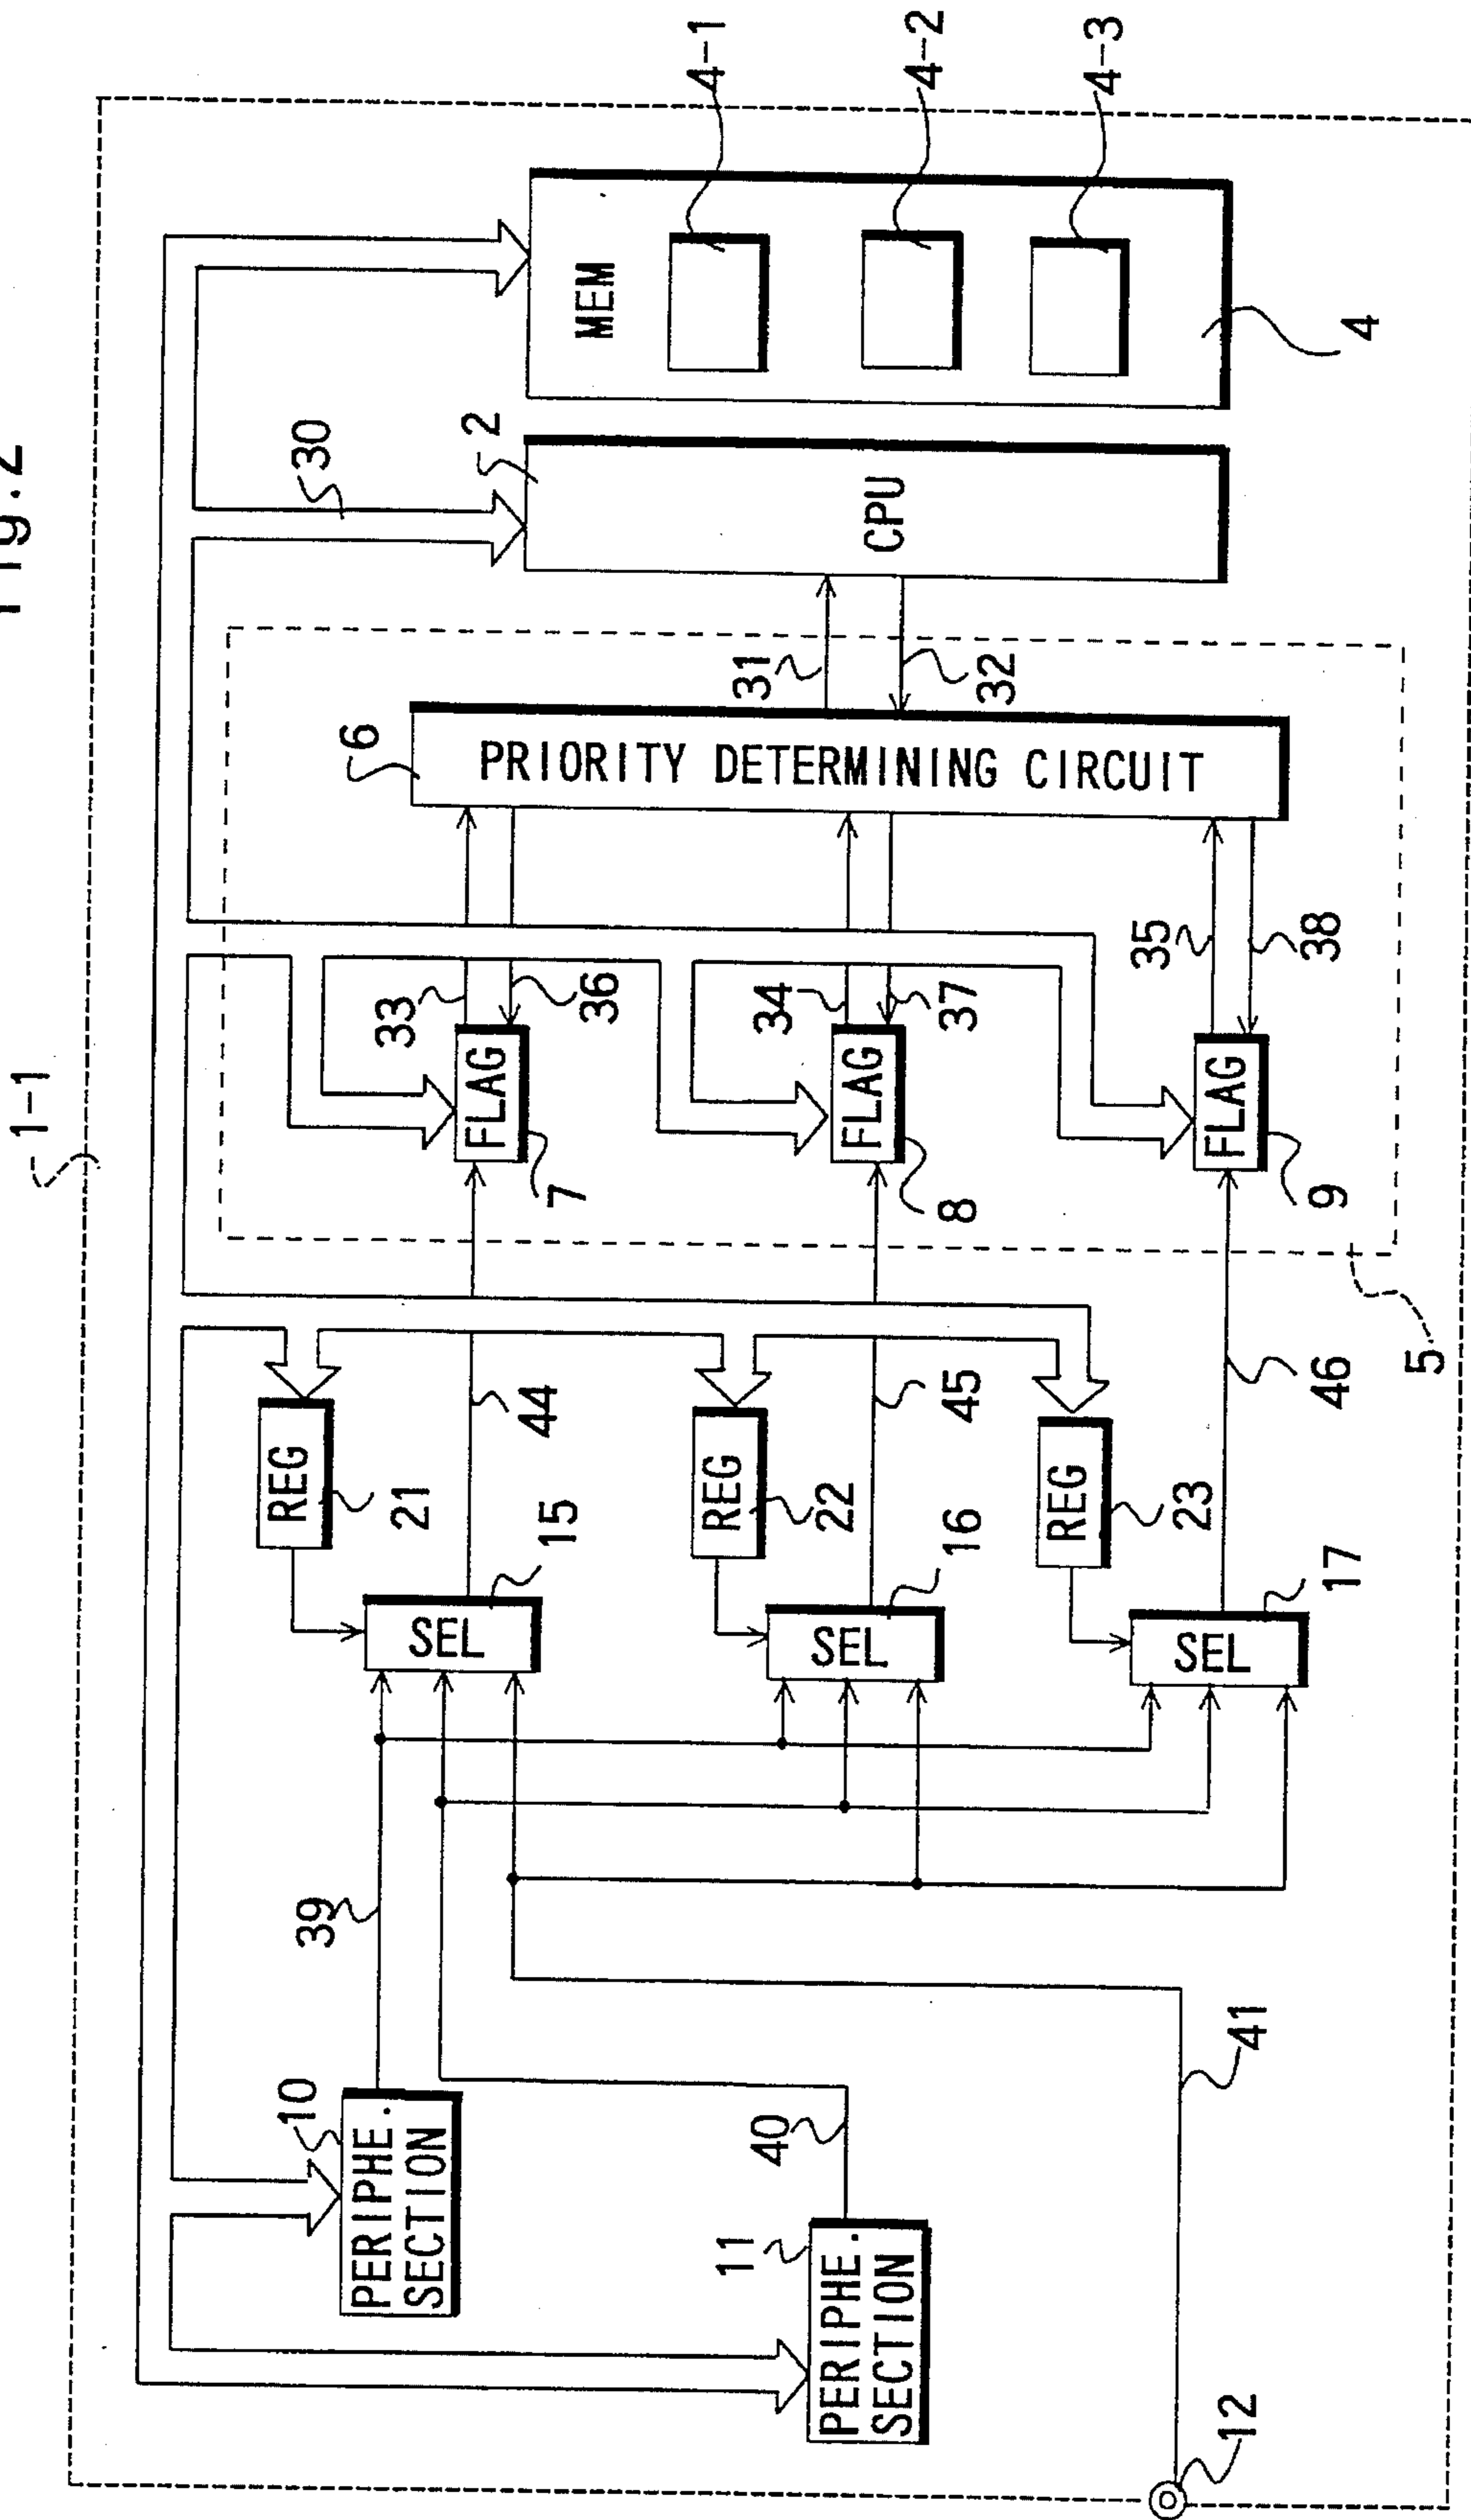 Fig.2
1-1
30
2
MEM
4-1
4-2
4-3
4
CPU
6
PRIORITY DETERMINING CIRCUIT
31
32
33
36
34
37
35
38
FLAG
7
FLAG
8
FLAG
9
5
REG
21
44
REG
22
45
REG
23
46
SEL
15
SEL
16
SEL
17
39
10
PERIPHE.
SECTION
40
11
PERIPHE.
SECTION
41
12